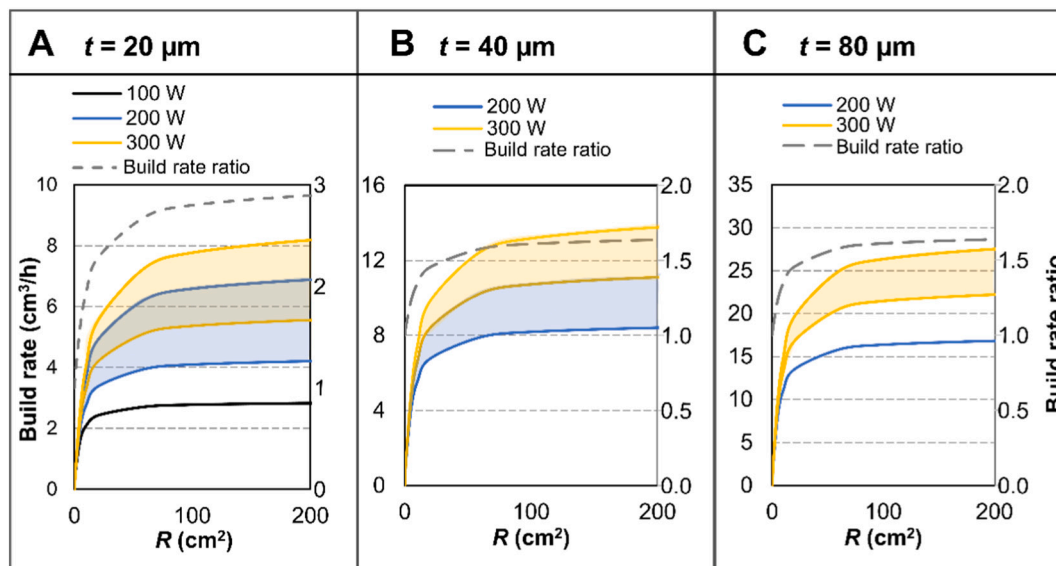 A t = 20 µm
100 W
200 W
300 W
Build rate ratio
Build rate (cm³/h)
10
8
6
4
2
0
3
2
1
0
0 100 200
R (cm²)
B t = 40 µm
200 W
300 W
Build rate ratio
16
12
8
4
0
2.0
1.5
1.0
0.5
0.0
0 100 200
R (cm²)
C t = 80 µm
200 W
300 W
Build rate ratio
35
30
25
20
15
10
5
0
2.0
1.5
1.0
0.5
0.0
Build rate ratio
0 100 200
R (cm²)